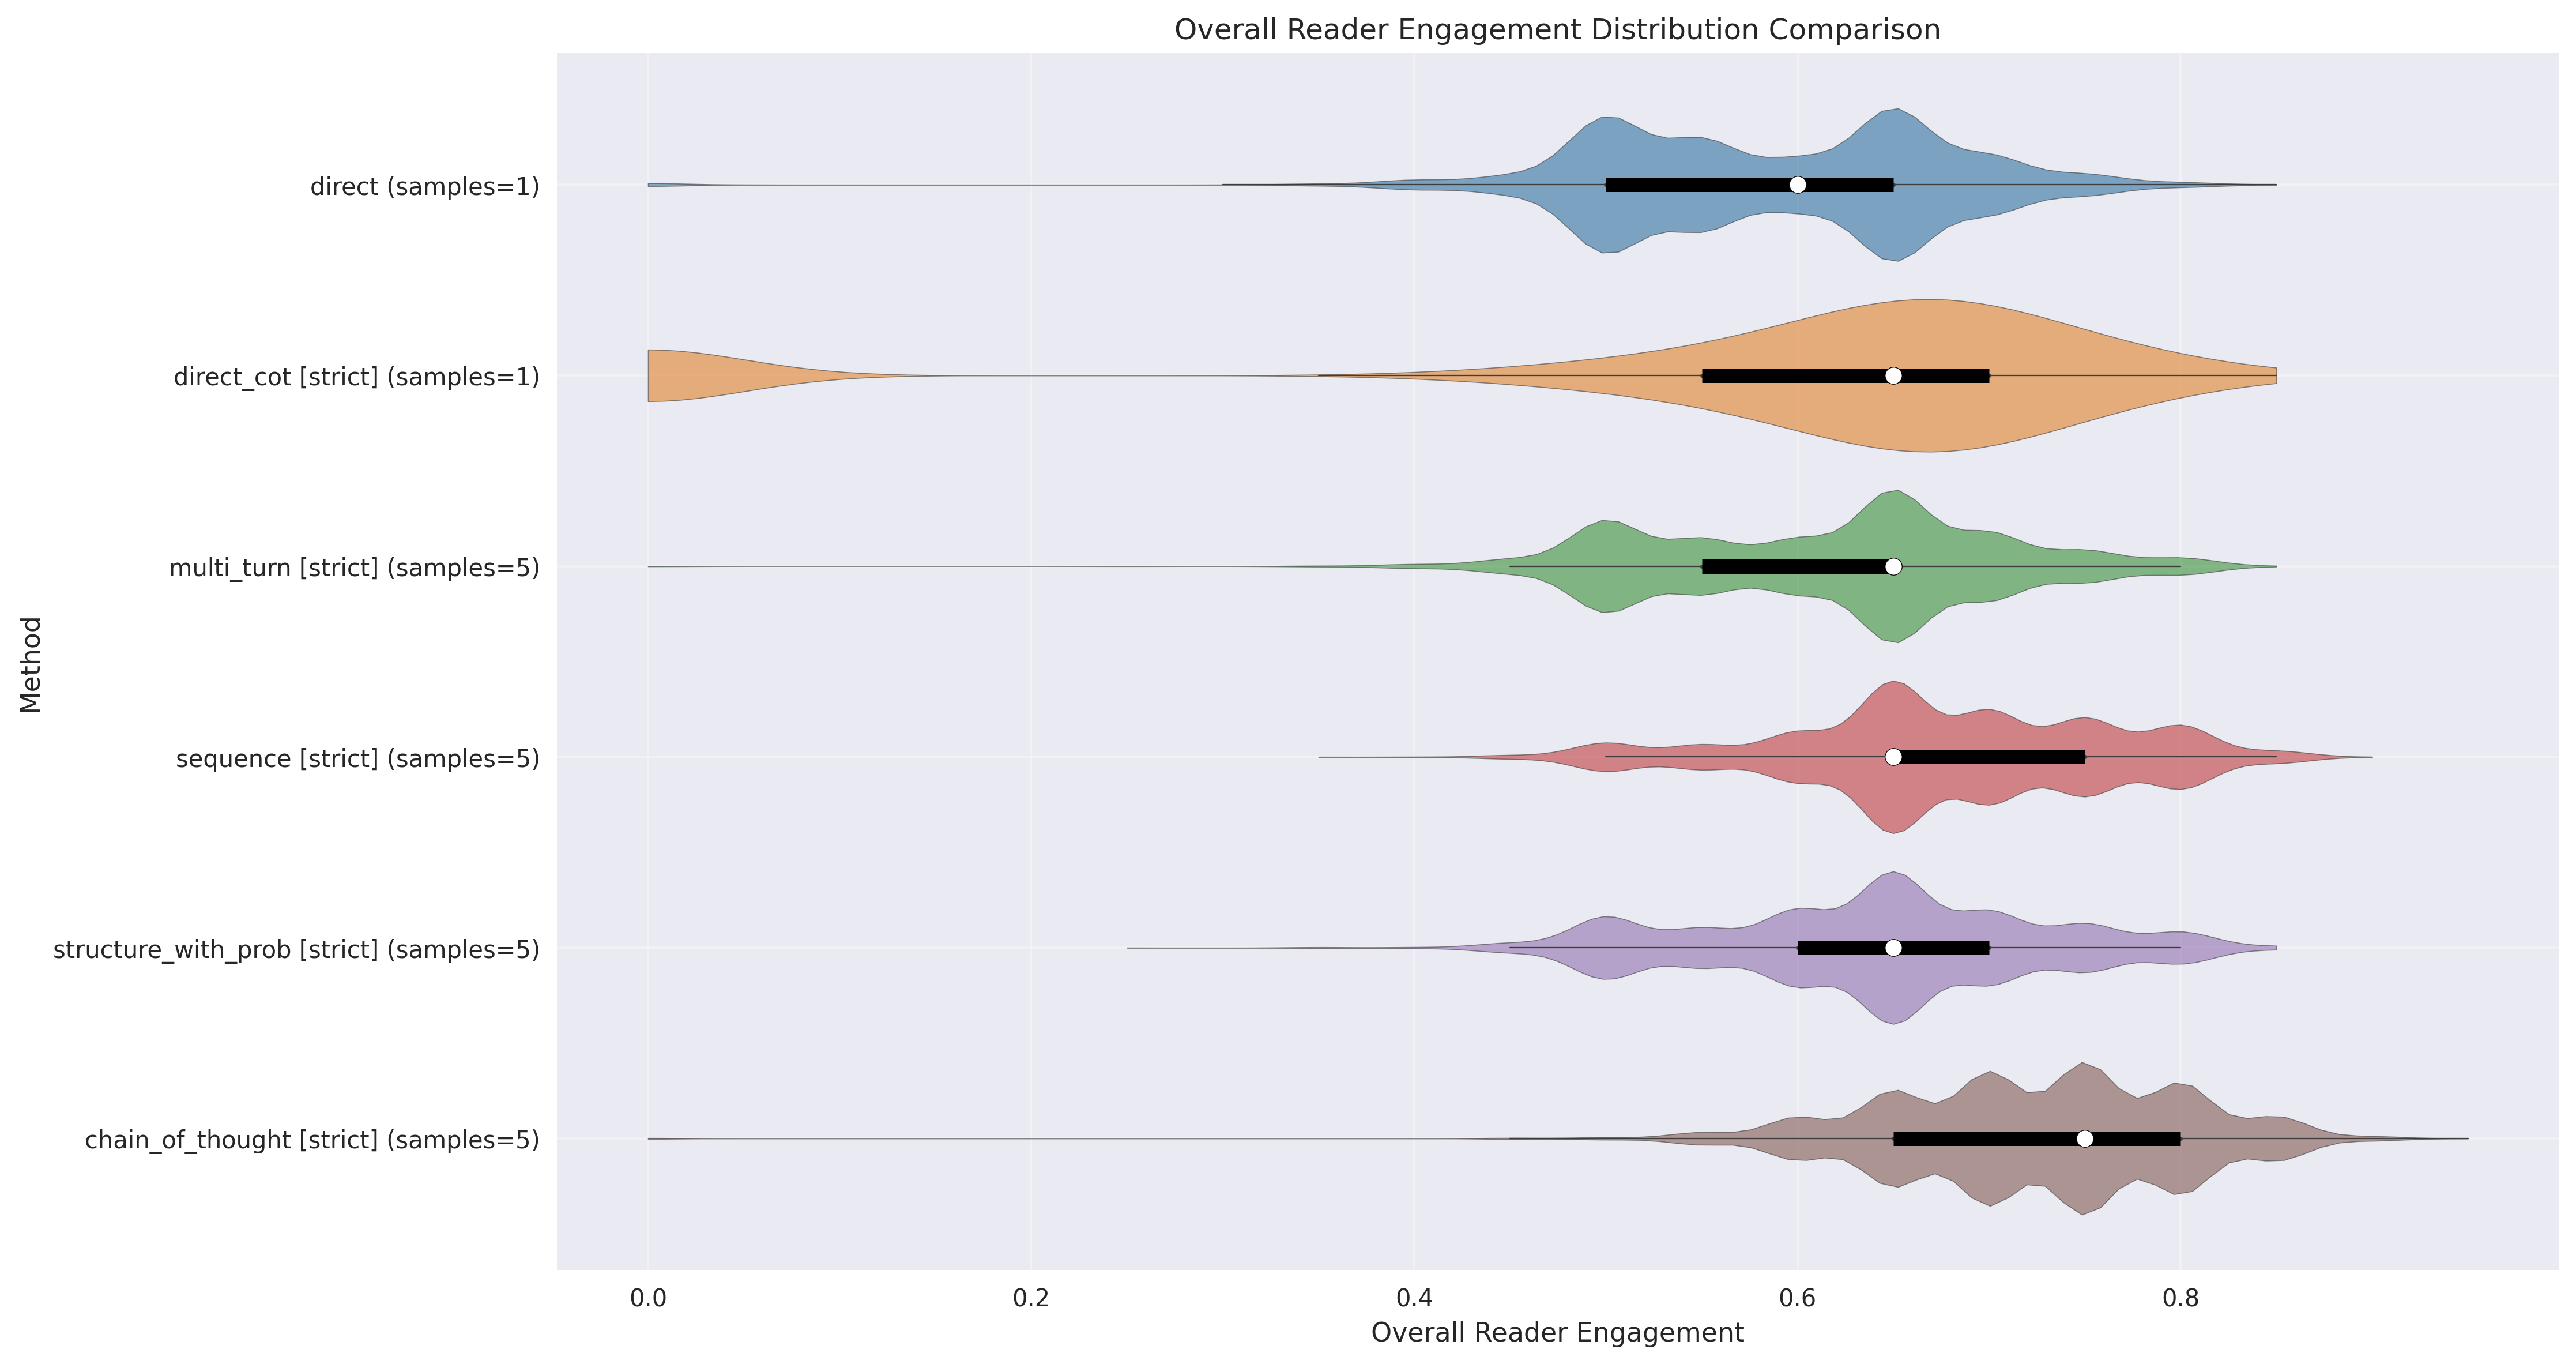 Overall Reader Engagement Distribution Comparison
direct (samples=1)
direct_cot [strict] (samples=1)
multi_turn [strict] (samples=5)
sequence [strict] (samples=5)
structure_with_prob [strict] (samples=5)
chain_of_thought [strict] (samples=5)
Method
0.0 0.2 0.4 0.6 0.8
Overall Reader Engagement